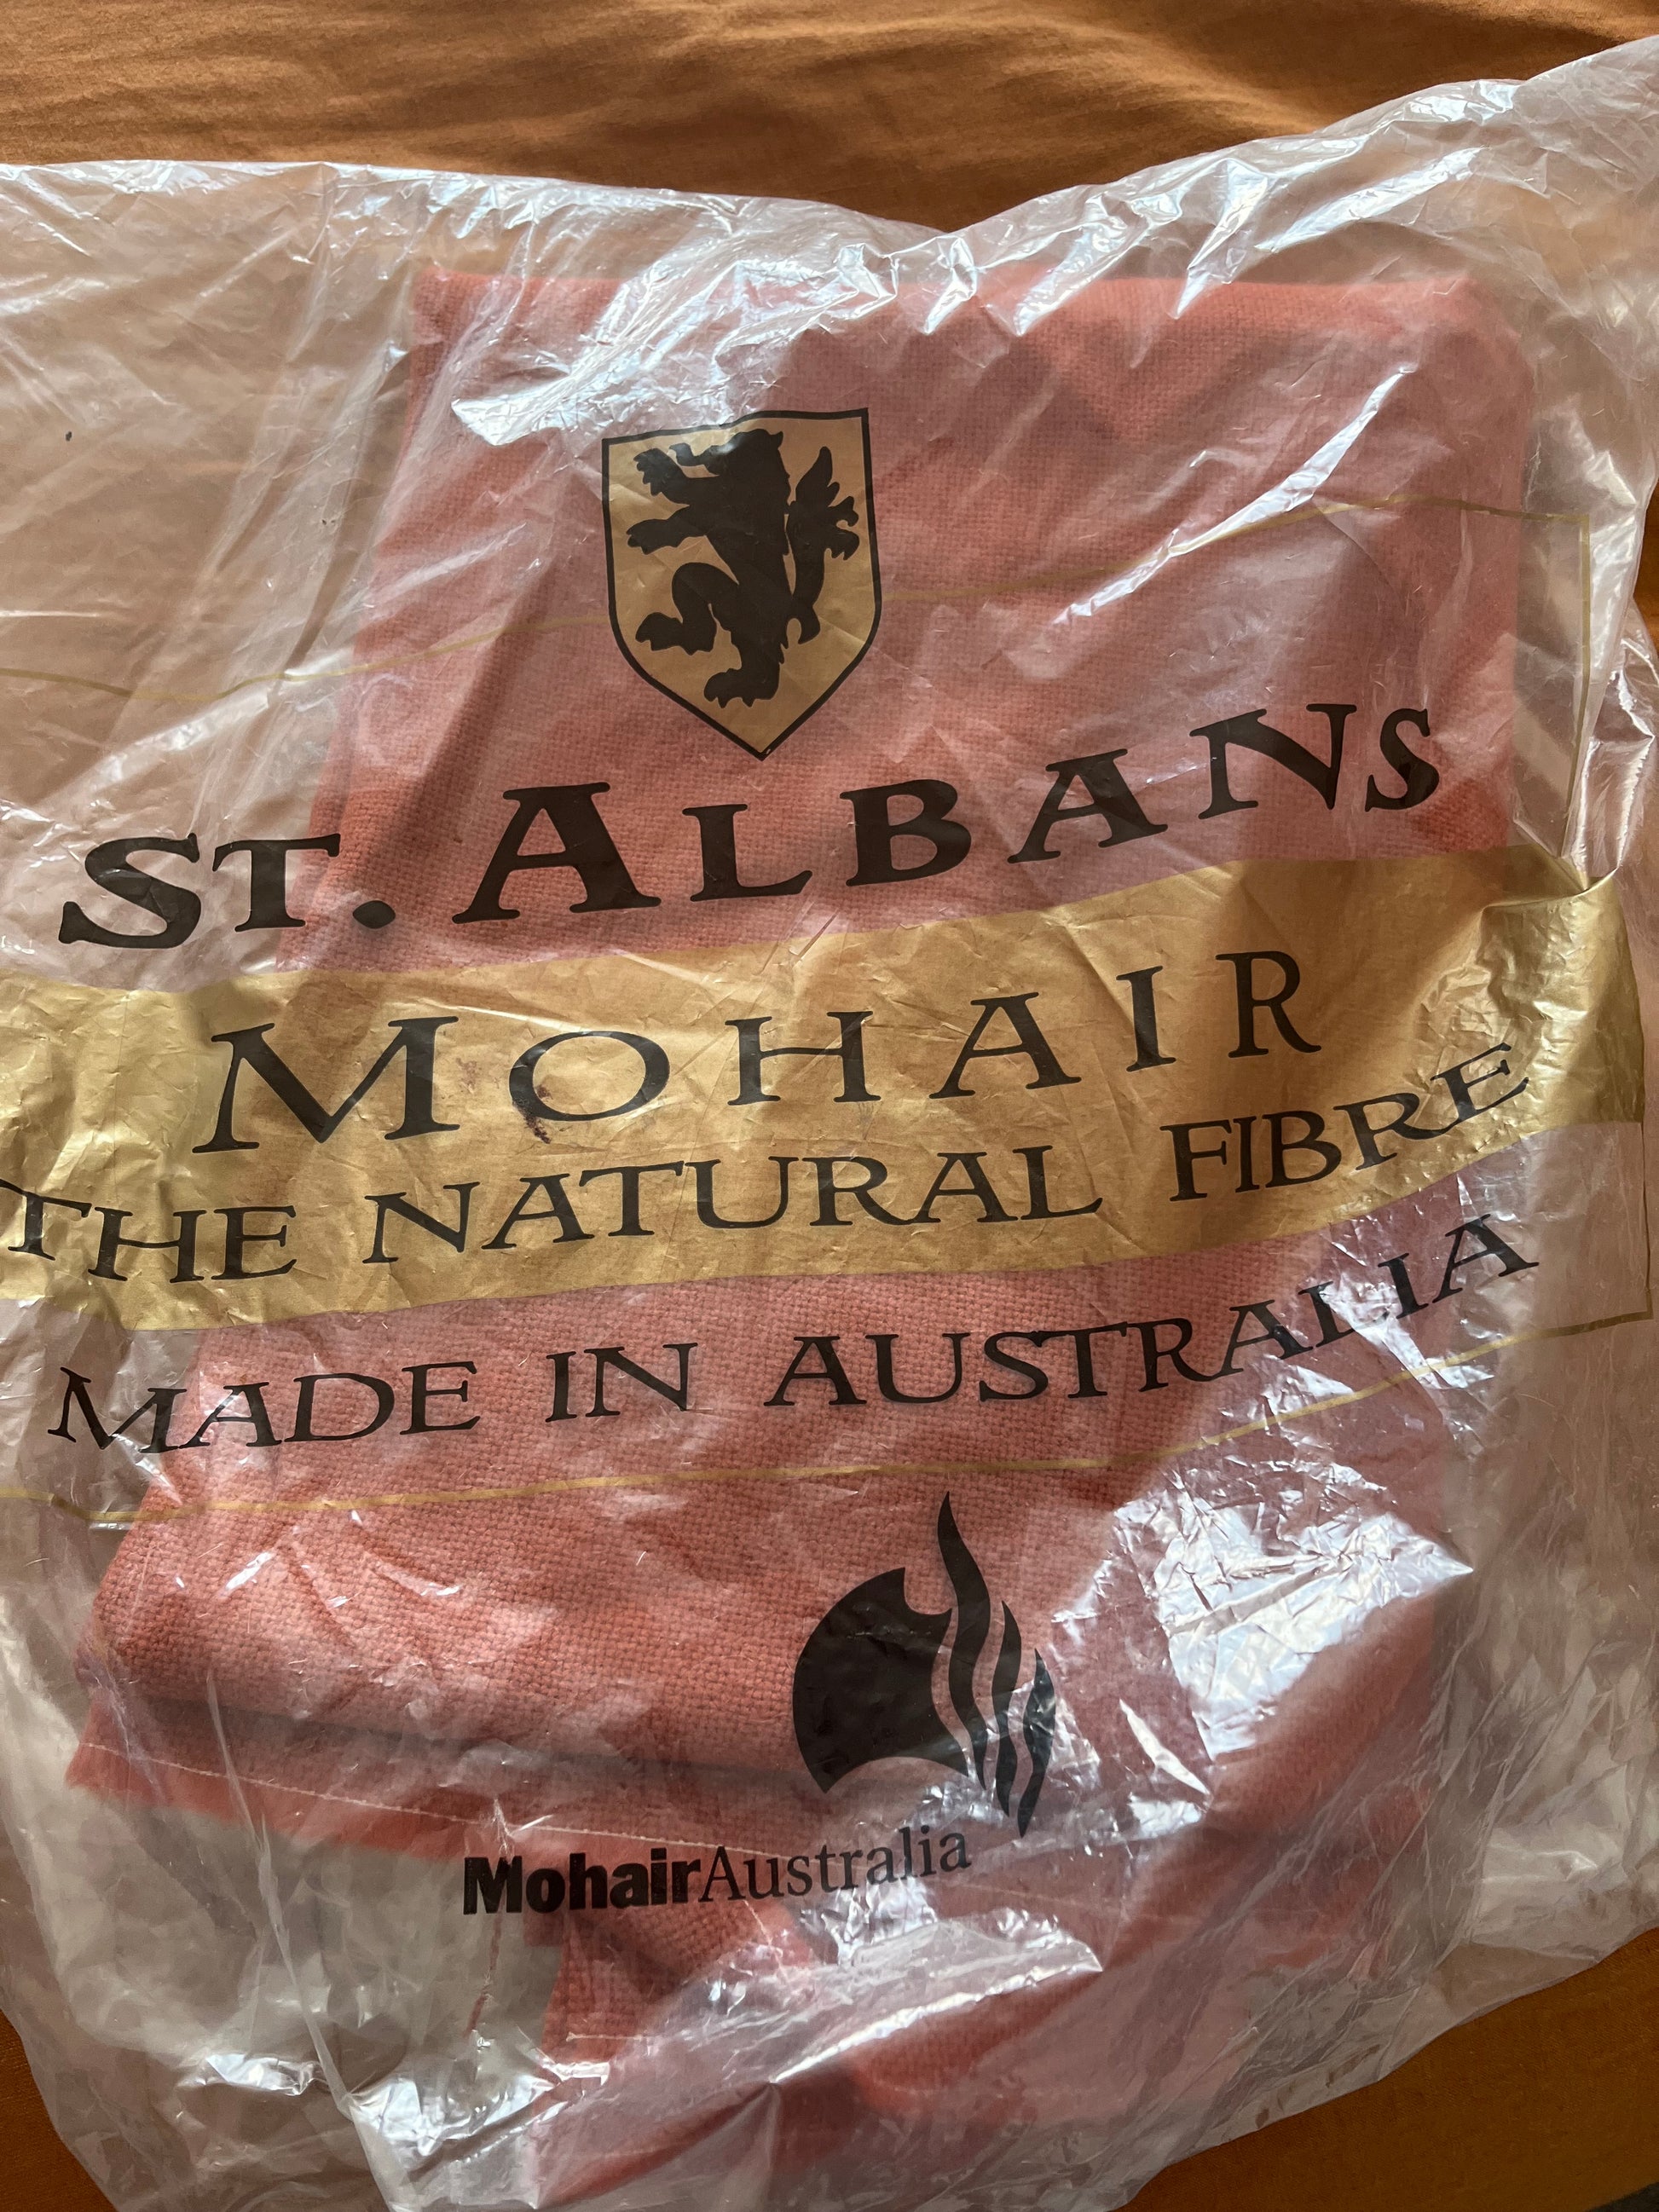 ST. ALBANS
MOHAIR
THE NATURAL FIBRE
MADE IN AUSTRALIA
MohairAustralia